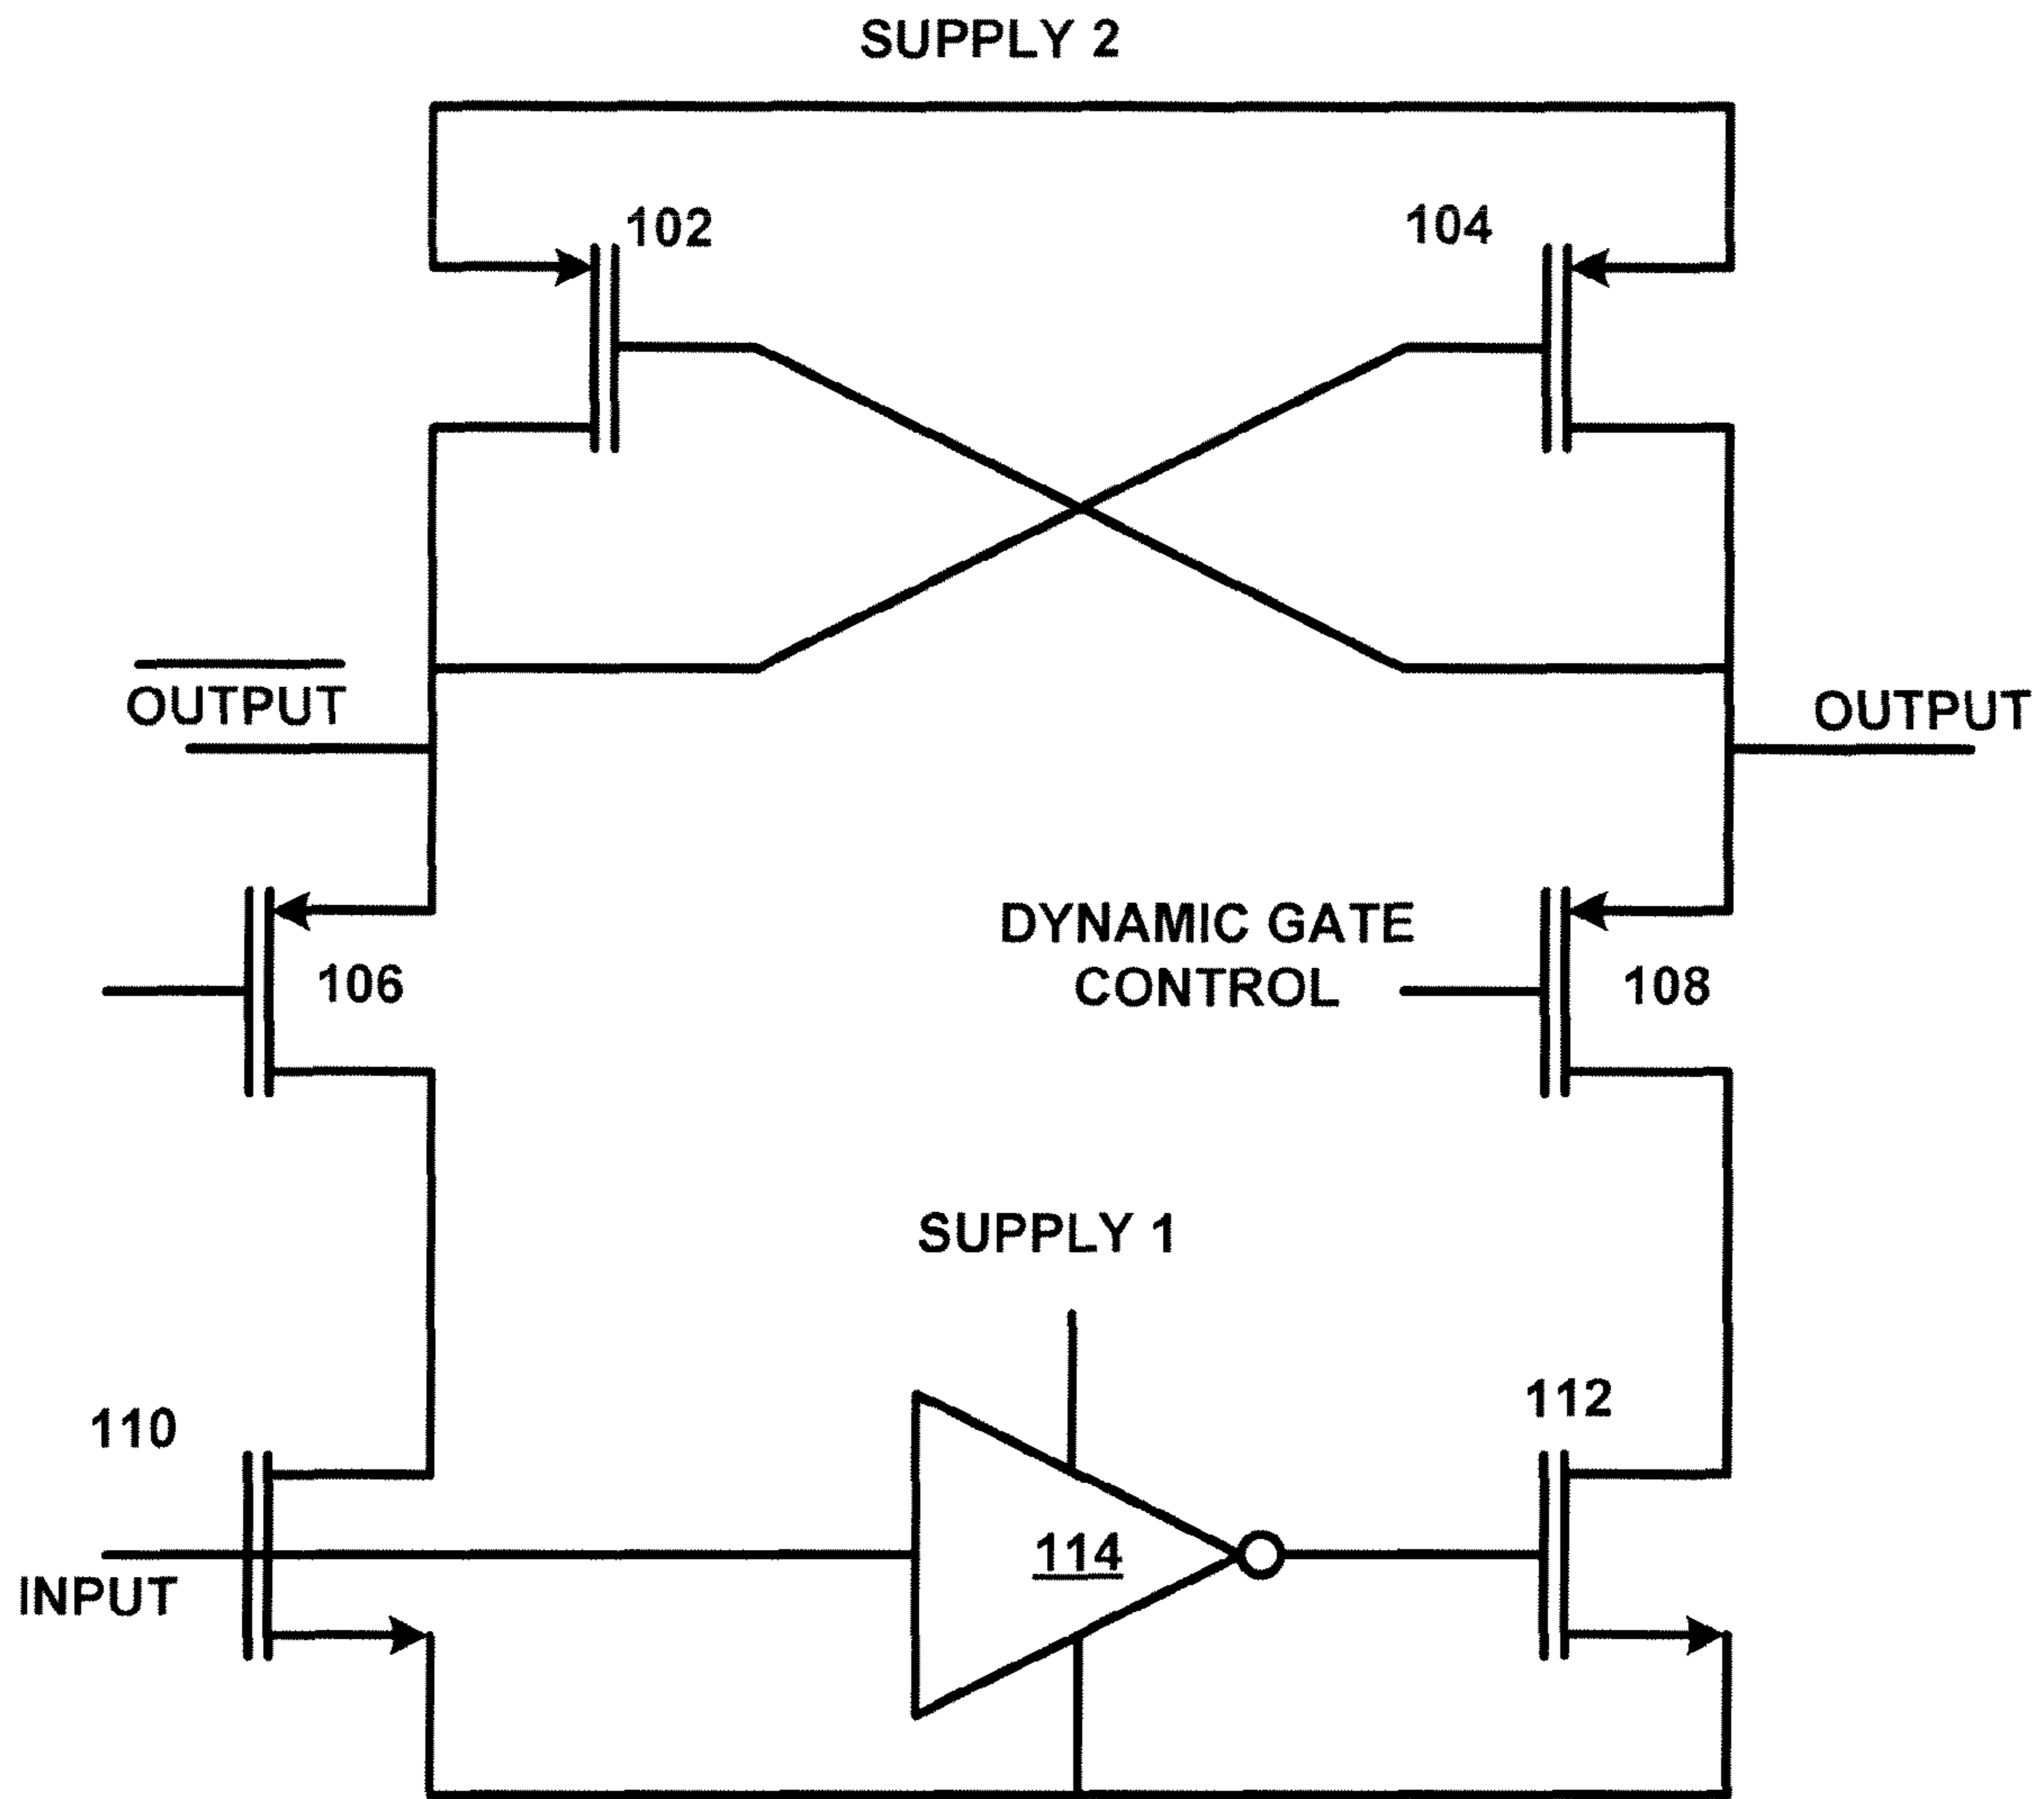 SUPPLY 2
102
104
OUTPUT
OUTPUT
DYNAMIC GATE
CONTROL
106
108
SUPPLY 1
110
112
114
INPUT